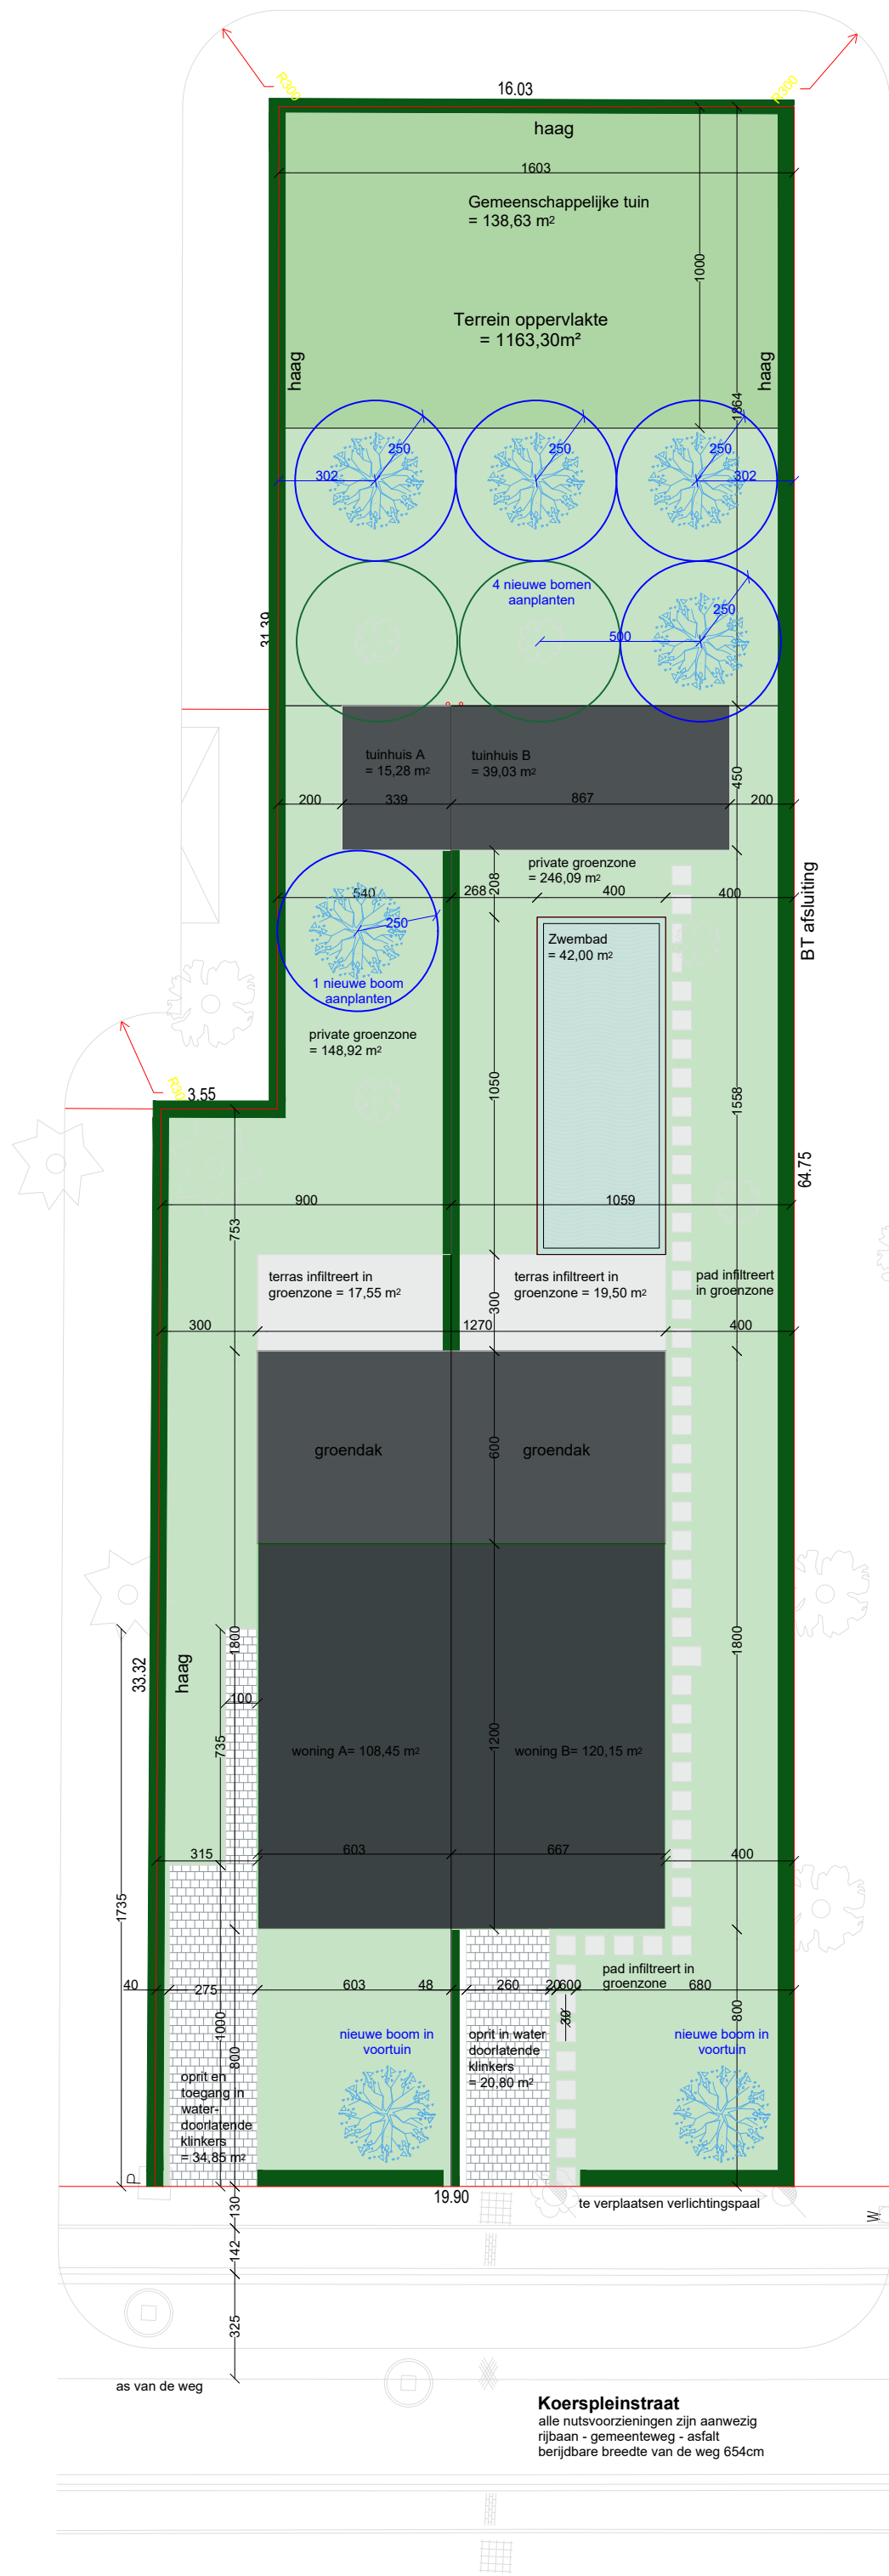 R300
R300
16.03
haag
1603
Gemeenschappelijke tuin
= 138,63 m²
1000
Terrein oppervlakte
= 1163,30m²
haag
haag
1864
250
250
250
302
302
4 nieuwe bomen
aanplanten
250
500
31.39
tuinhuis A
= 15,28 m²
tuinhuis B
= 39,03 m²
450
200
339
867
200
private groenzone
= 246,09 m²
208
540
268
400
400
BT afsluiting
250
Zwembad
= 42,00 m²
1 nieuwe boom
aanplanten
private groenzone
= 148,92 m²
1050
1558
3.55
64.75
900
1059
753
terras infiltreert in
groenzone = 17,55 m²
terras infiltreert in
groenzone = 19,50 m²
pad infiltreert
in groenzone
300
300
1270
400
groendak
groendak
600
33.32
haag
1800
1800
100
735
1200
woning A= 108,45 m²
woning B= 120,15 m²
315
603
667
400
1735
40
275
603
48
260
20
600
680
pad infiltreert in
groenzone
30
1000
800
800
nieuwe boom in
voortuin
oprit in water
doorlatende
klinkers
= 20,80 m²
nieuwe boom in
voortuin
oprit en
toegang in
water-
doorlatende
klinkers
= 34,85 m²
P
19.90
te verplaatsen verlichtingspaal
W
130
142
325
as van de weg
Koerspleinstraat
alle nutsvoorzieningen zijn aanwezig
rijbaan - gemeenteweg - asfalt
berijdbare breedte van de weg 654cm